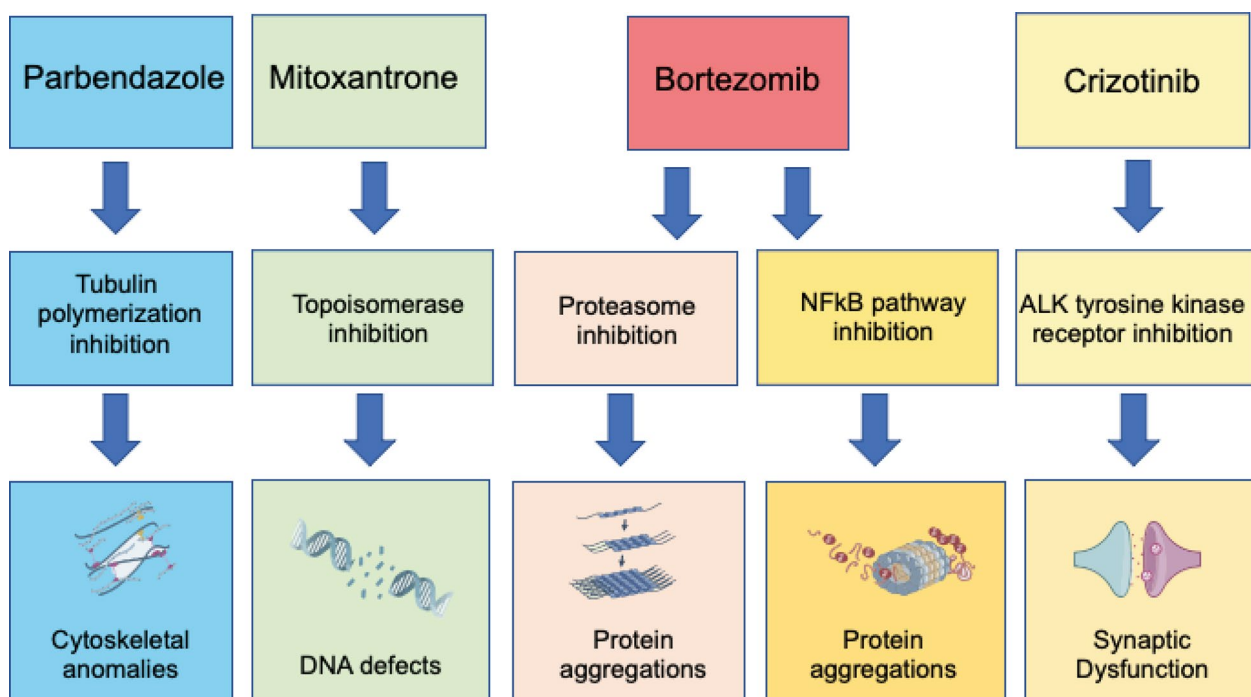 Parbendazole
Mitoxantrone
Bortezomib
Crizotinib
Tubulin
polymerization
inhibition
Topoisomerase
inhibition
Proteasome
inhibition
NFkB pathway
inhibition
ALK tyrosine kinase
receptor inhibition
Cytoskeletal
anomalies
DNA defects
Protein
aggregations
Protein
aggregations
Synaptic
Dysfunction